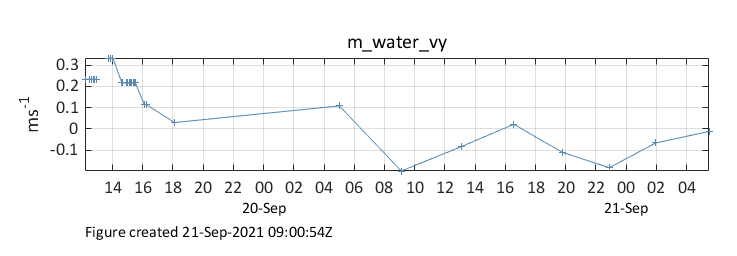 m_water_vy
ms-1
0.3
0.2
0.1
0
-0.1
14 16 18 20 22 00 02 04 06 08 10 12 14 16 18 20 22 00 02 04
20-Sep 21-Sep
Figure created 21-Sep-2021 09:00:54Z